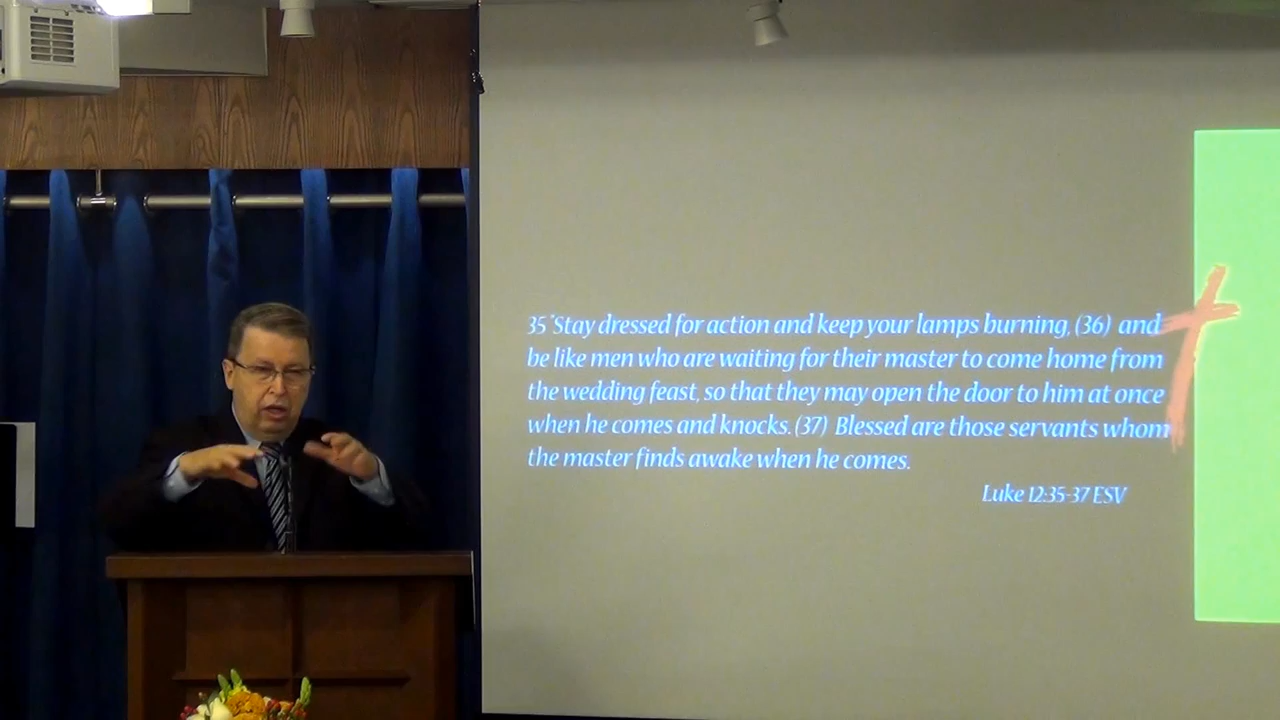 35 "Stay dressed for action and keep your lamps burning, (36) and
be like men who are waiting for their master to come home from
the wedding feast, so that they may open the door to him at once
when he comes and knocks. (37) Blessed are those servants whom
the master finds awake when he comes.
Luke 12:35-37 ESV